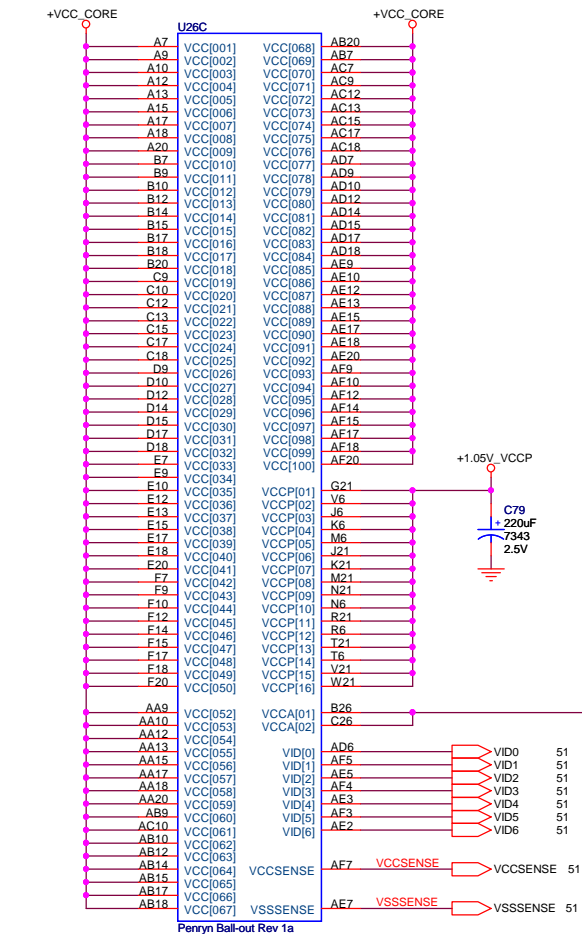 +VCC_CORE +VCC_CORE
U26C
A7 VCC[001] VCC[068] AB20
A9 VCC[002] VCC[069] AB7
A10 VCC[003] VCC[070] AC7
A12 VCC[004] VCC[071] AC9
A13 VCC[005] VCC[072] AC12
A15 VCC[006] VCC[073] AC13
A17 VCC[007] VCC[074] AC15
A18 VCC[008] VCC[075] AC17
A20 VCC[009] VCC[076] AC18
B7 VCC[010] VCC[077] AD7
B9 VCC[011] VCC[078] AD9
B10 VCC[012] VCC[079] AD10
B12 VCC[013] VCC[080] AD12
B14 VCC[014] VCC[081] AD14
B15 VCC[015] VCC[082] AD15
B17 VCC[016] VCC[083] AD17
B18 VCC[017] VCC[084] AD18
B20 VCC[018] VCC[085] AE9
C9 VCC[019] VCC[086] AE10
C10 VCC[020] VCC[087] AE12
C12 VCC[021] VCC[088] AE13
C13 VCC[022] VCC[089] AE15
C15 VCC[023] VCC[090] AE17
C17 VCC[024] VCC[091] AE18
C18 VCC[025] VCC[092] AE20
D9 VCC[026] VCC[093] AF9
D10 VCC[027] VCC[094] AF10
D12 VCC[028] VCC[095] AF12
D14 VCC[029] VCC[096] AF14
D15 VCC[030] VCC[097] AF15
D17 VCC[031] VCC[098] AF17
D18 VCC[032] VCC[099] AF18
E7 VCC[033] VCC[100] AF20
+1.05V_VCCP
E9 VCC[034]
E10 VCC[035] VCCP[01] G21
E12 VCC[036] VCCP[02] V6
E13 VCC[037] VCCP[03] J6
E15 VCC[038] VCCP[04] K6
E17 VCC[039] VCCP[05] M6
E18 VCC[040] VCCP[06] J21
E20 VCC[041] VCCP[07] K21
F7 VCC[042] VCCP[08] M21
F9 VCC[043] VCCP[09] N21
F10 VCC[044] VCCP[10] N6
F12 VCC[045] VCCP[11] R21
F14 VCC[046] VCCP[12] R6
F15 VCC[047] VCCP[13] T21
F17 VCC[048] VCCP[14] T6
F18 VCC[049] VCCP[15] V21
F20 VCC[050] VCCP[16] W21
C79
+ 220uF
7343
2.5V
AA9 VCC[052] VCCA[01] B26
AA10 VCC[053] VCCA[02] C26
AA12 VCC[054]
AA13 VCC[055] VID[0] AD6 VID0 51
AA15 VCC[056] VID[1] AF5 VID1 51
AA17 VCC[057] VID[2] AE5 VID2 51
AA18 VCC[058] VID[3] AF4 VID3 51
AA20 VCC[059] VID[4] AE3 VID4 51
AB9 VCC[060] VID[5] AF3 VID5 51
AC10 VCC[061] VID[6] AE2 VID6 51
AB10 VCC[062]
AB12 VCC[063]
AB14 VCC[064] VCCSENSE AF7 VCCSENSE VCCSENSE 51
AB15 VCC[065]
AB17 VCC[066]
AB18 VCC[067] VSSSENSE AE7 VSSSENSE VSSSENSE 51
Penryn Ball-out Rev 1a